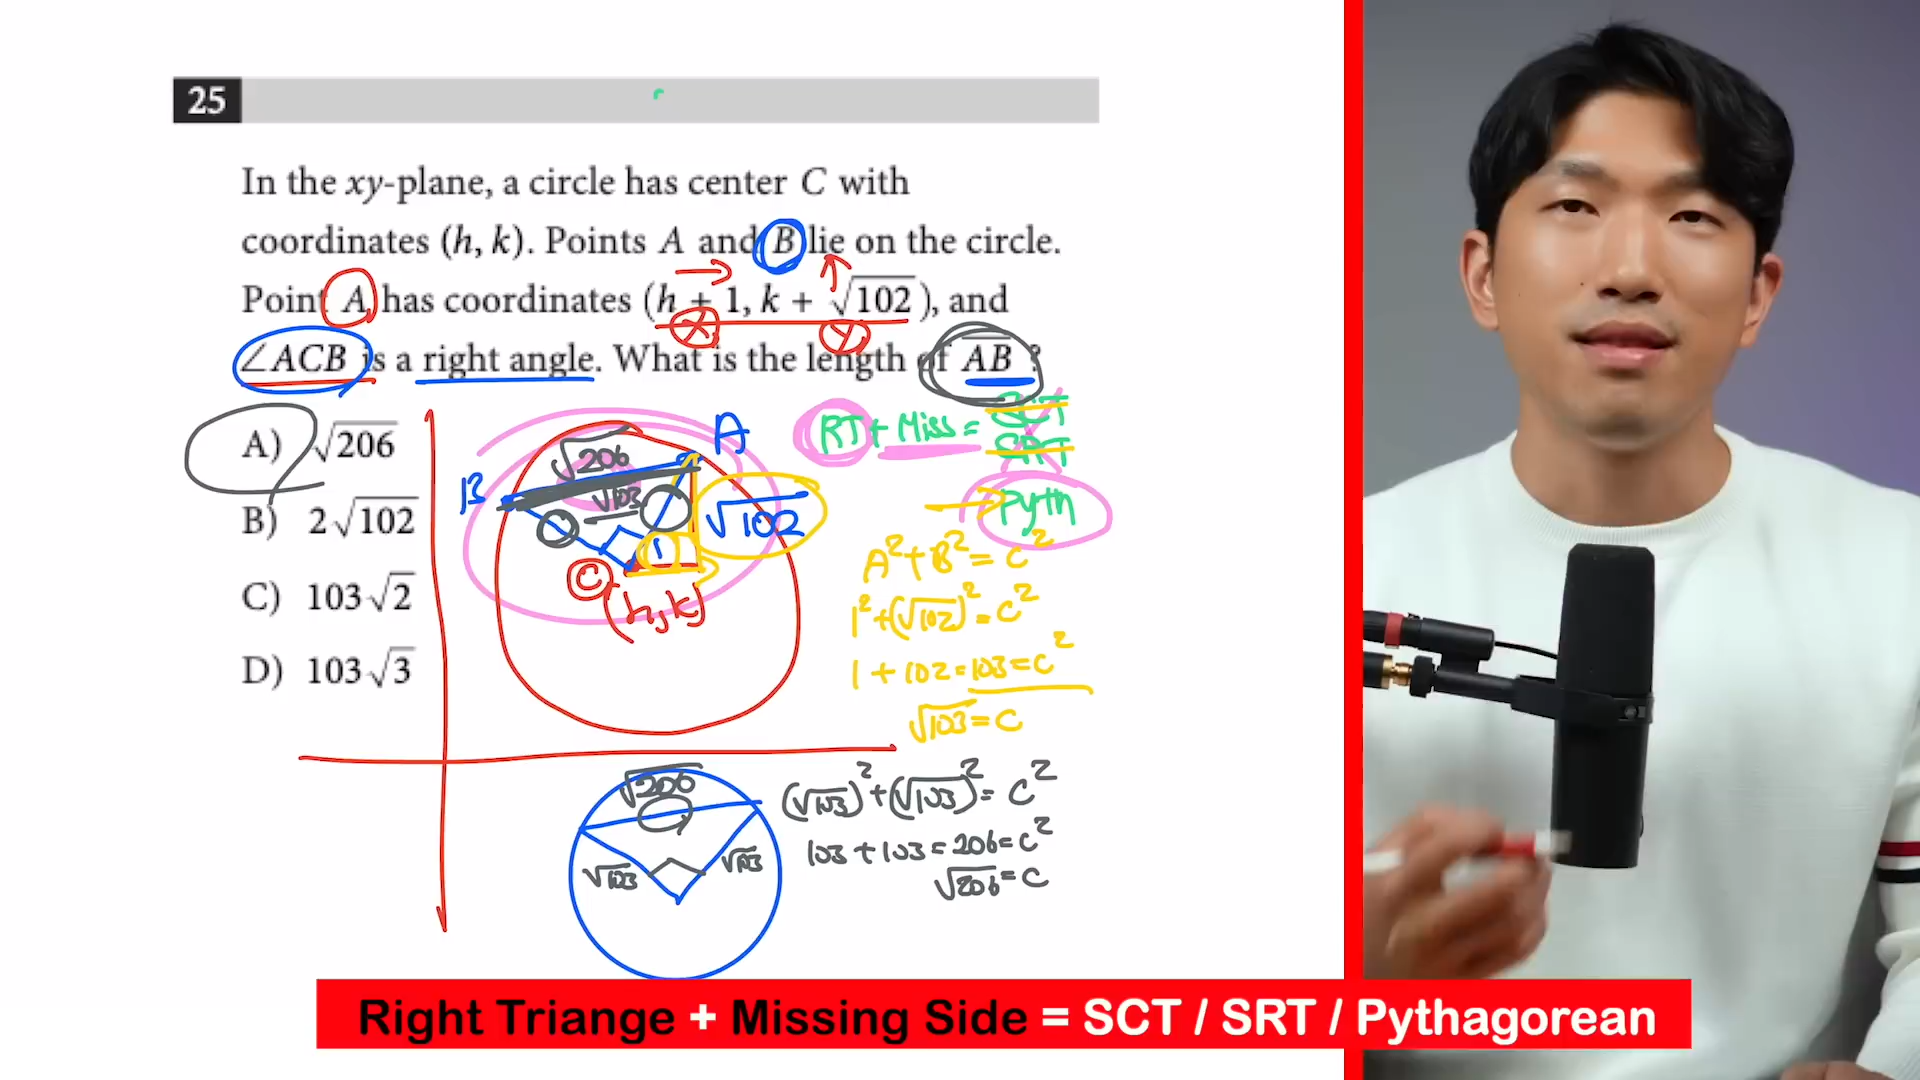 25
In the xy-plane, a circle has center C with
coordinates (h, k). Points A and B lie on the circle.
Point A has coordinates (h + 1, k + √102), and
∠ACB is a right angle. What is the length of AB ?
X
Y
A) √206
B) 2√102
C) 103√2
D) 103√3
RT + Miss = SCT
SRT
Pyth
A
B
√206
√103
1
√102
C
(h,k)
A² + B² = C²
1² + (√102)² = C²
1 + 102 = 103 = C²
√103 = C
√206
√103
√103
(√103)² + (√103)² = C²
103 + 103 = 206 = C²
√206 = C
Right Triange + Missing Side = SCT / SRT / Pythagorean